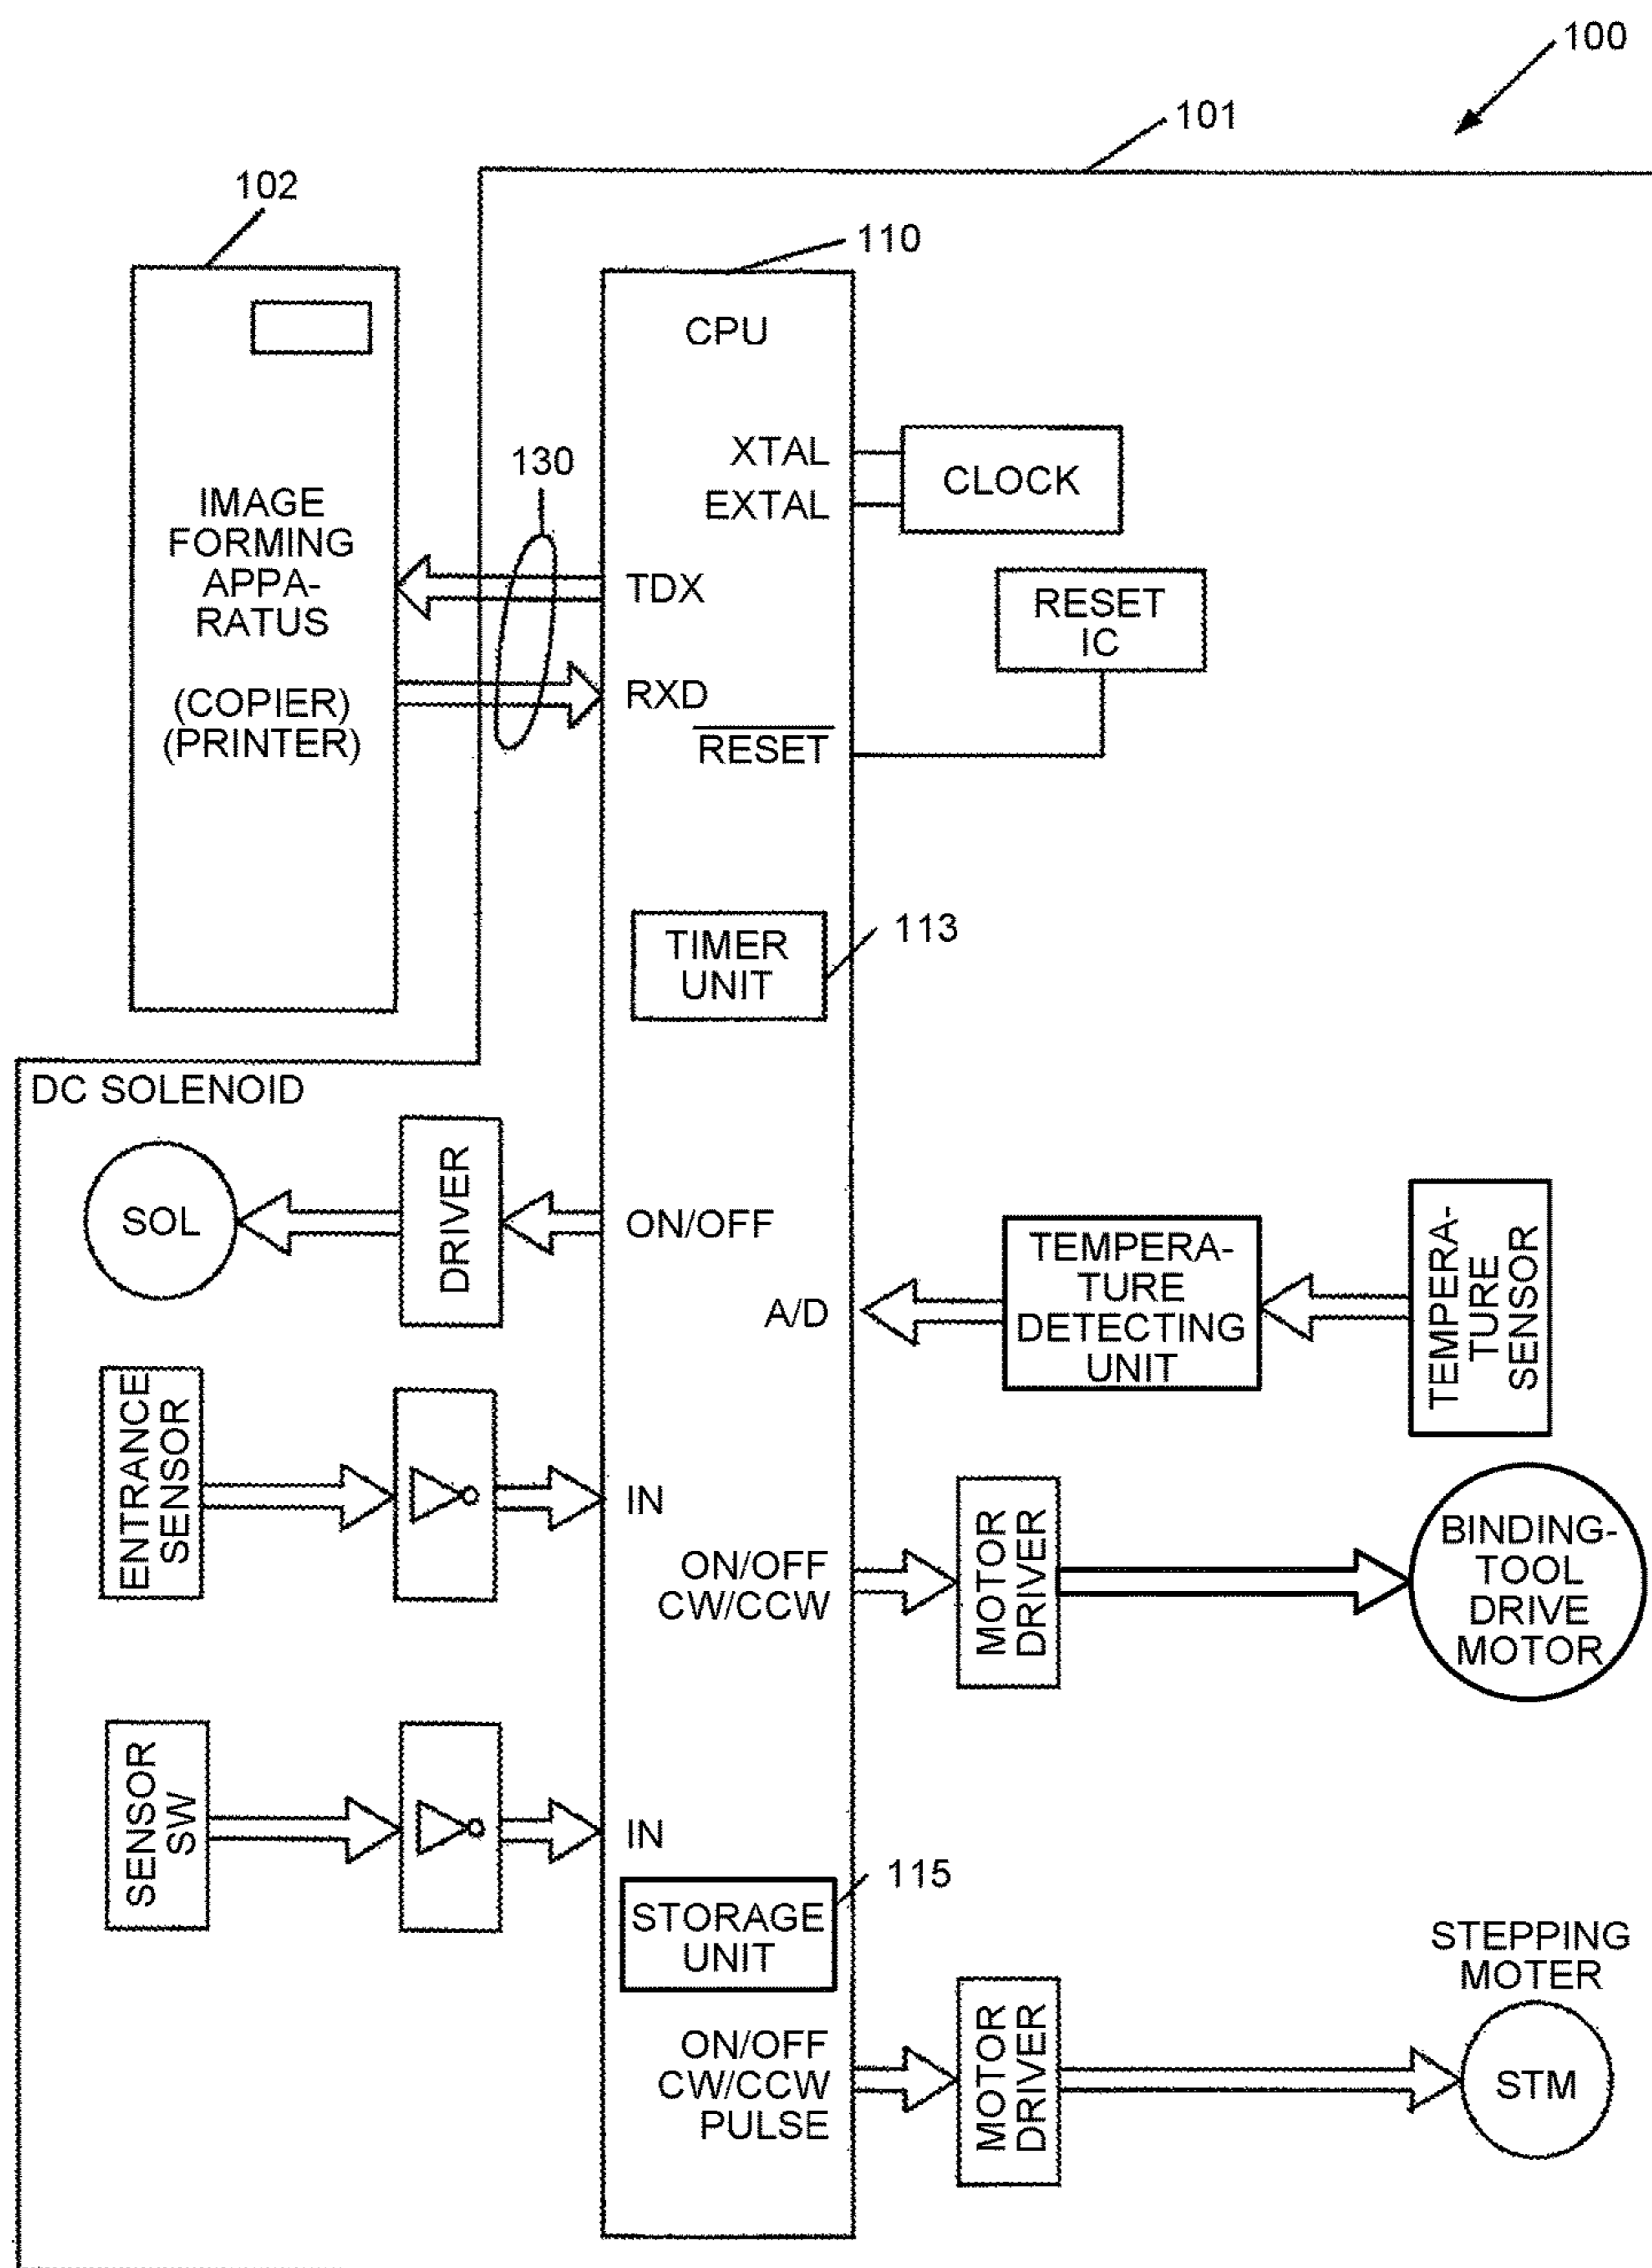 100
101
102
110
CPU
XTAL
EXTAL
CLOCK
130
IMAGE
FORMING
APPA-
RATUS
(COPIER)
(PRINTER)
TDX
RXD
RESET
RESET
IC
TIMER
UNIT
113
DC SOLENOID
SOL
DRIVER
ON/OFF
A/D
TEMPERA-
TURE
DETECTING
UNIT
TEMPERA-
TURE
SENSOR
ENTRANCE
SENSOR
IN
ON/OFF
CW/CCW
MOTOR
DRIVER
BINDING-
TOOL
DRIVE
MOTOR
SENSOR
SW
IN
115
STORAGE
UNIT
ON/OFF
CW/CCW
PULSE
MOTOR
DRIVER
STEPPING
MOTER
STM